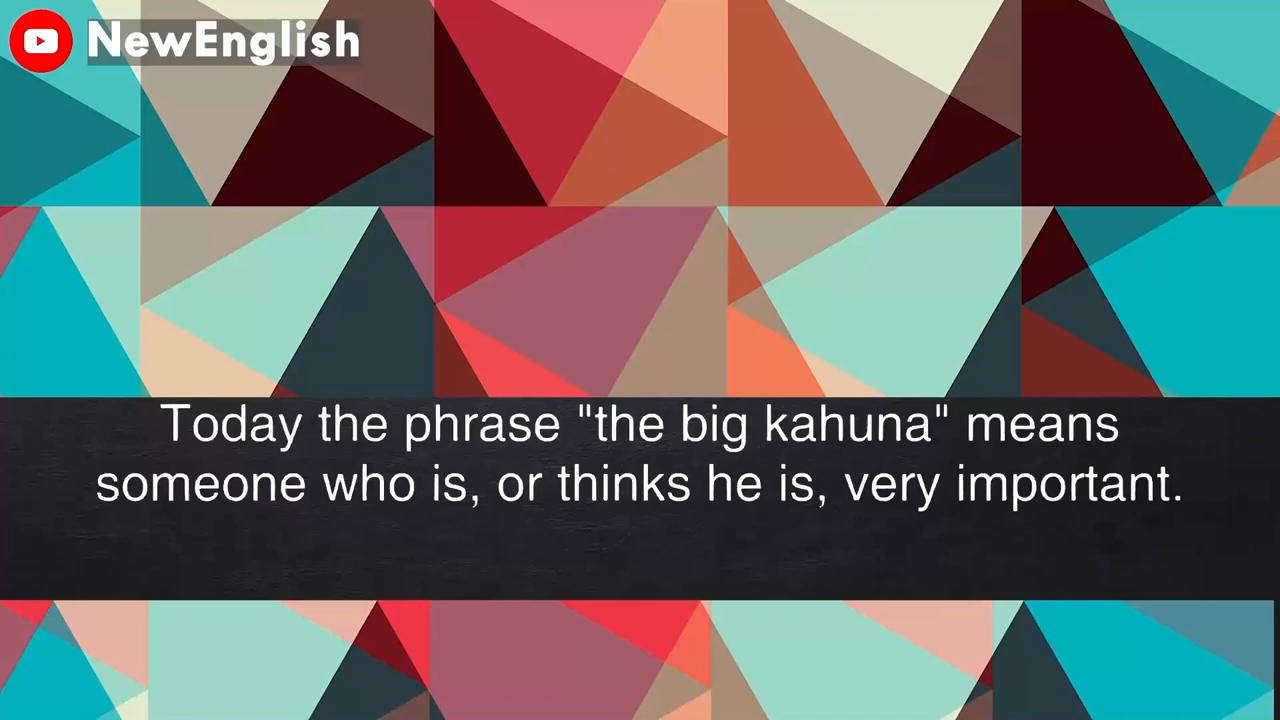 NewEnglish
Today the phrase "the big kahuna" means
someone who is, or thinks he is, very important.